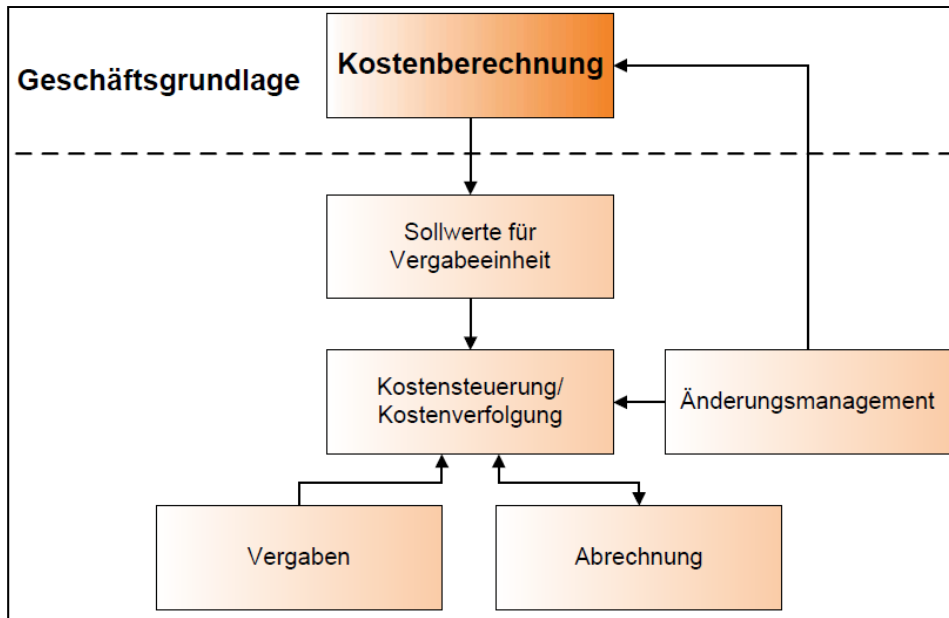 Geschäftsgrundlage
Kostenberechnung
Sollwerte für
Vergabeeinheit
Kostensteuerung/
Kostenverfolgung
Änderungsmanagement
Vergaben
Abrechnung